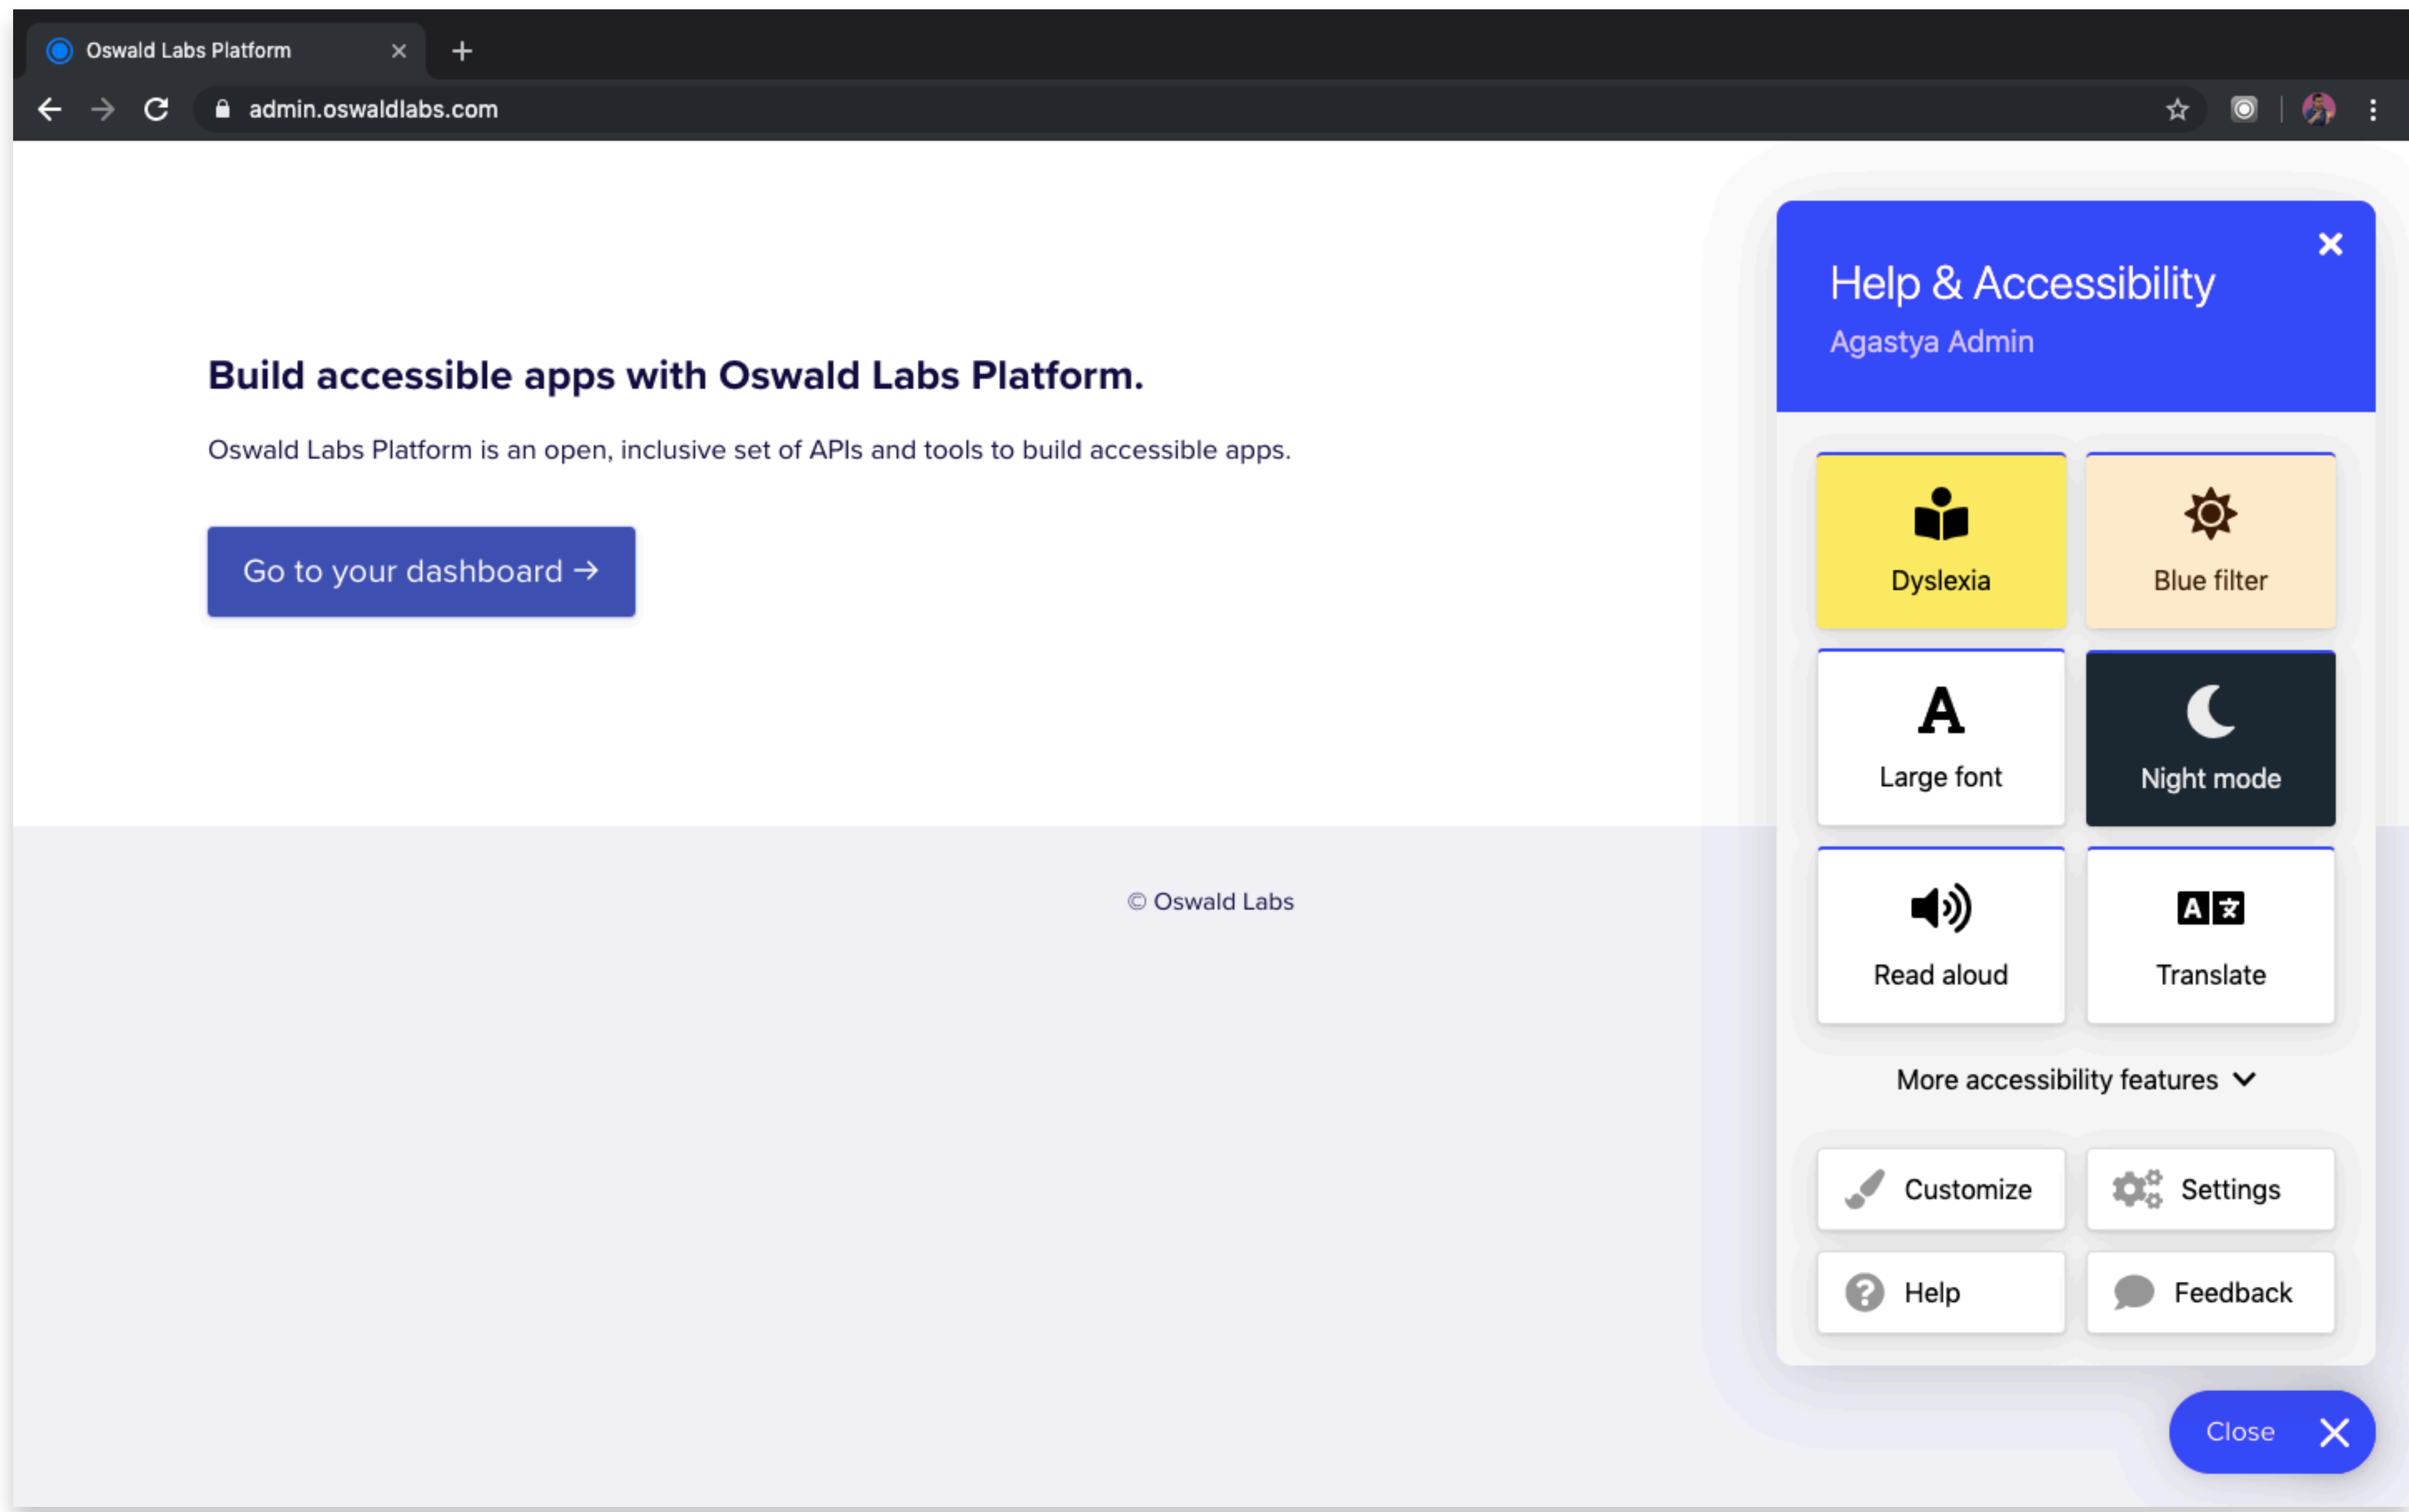 Oswald Labs Platform
admin.oswaldlabs.com
Build accessible apps with Oswald Labs Platform.
Oswald Labs Platform is an open, inclusive set of APIs and tools to build accessible apps.
Go to your dashboard →
© Oswald Labs
Help & Accessibility
Agastya Admin
Dyslexia
Blue filter
A
Large font
Night mode
Read aloud
A 文
Translate
More accessibility features
Customize
Settings
? Help
Feedback
Close